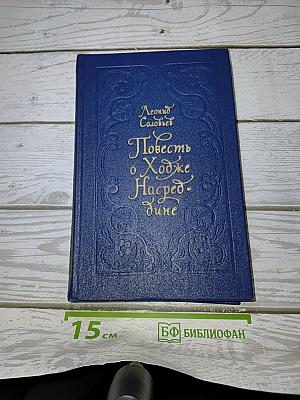 Леонид
Соловьев
Повесть
о Ходже
Насред-
дине
15 см
БФ БИБЛИОФАН